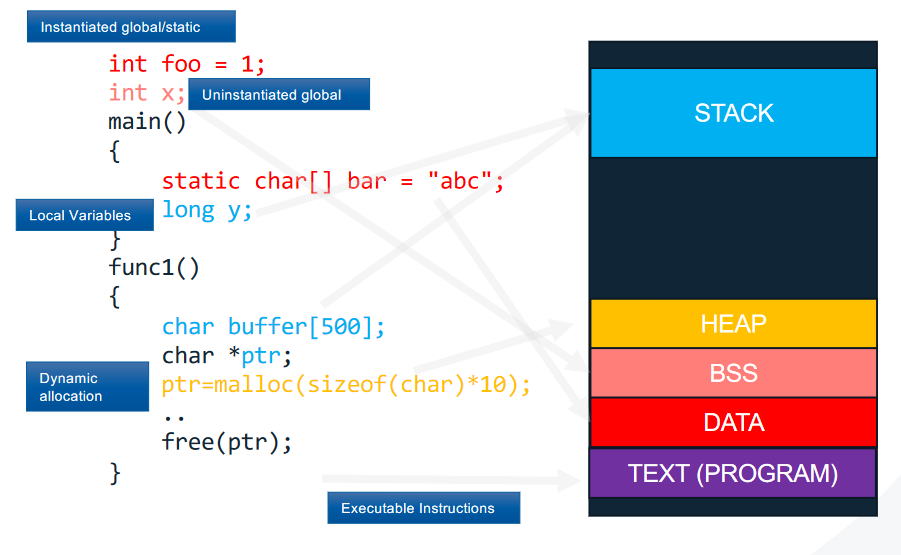 Instantiated global/static
int foo = 1;
int x;
Uninstantiated global
main()
{
static char[] bar = "abc";
Local Variables
long y;
}
func1()
{
char buffer[500];
char *ptr;
Dynamic
allocation
ptr=malloc(sizeof(char)*10);
..
free(ptr);
}
Executable Instructions
STACK
HEAP
BSS
DATA
TEXT (PROGRAM)